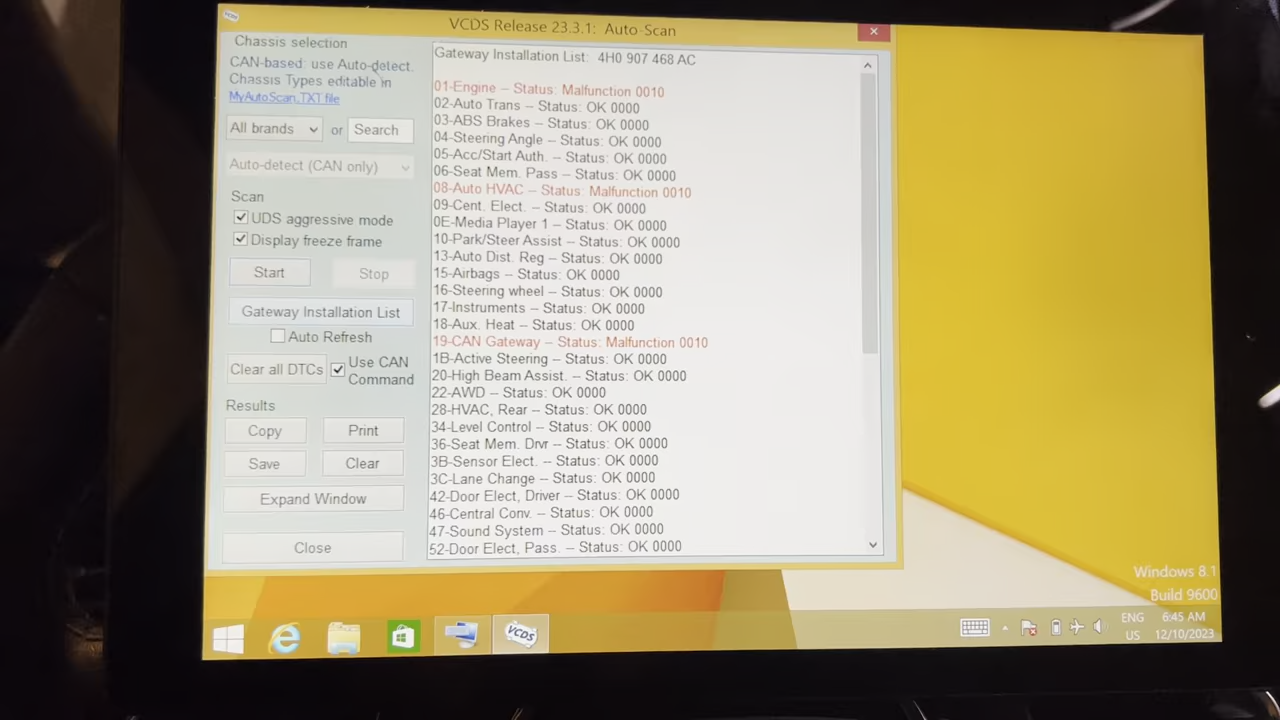 VCDS Release 23.3.1: Auto-Scan
Chassis selection
CAN-based: use Auto-detect.
Chassis Types editable in
MyAutoScan.TXT file
All brands or Search
Auto-detect (CAN only)
Scan
UDS aggressive mode
Display freeze frame
Start Stop
Gateway Installation List
Auto Refresh
Clear all DTCs Use CAN
Command
Results
Copy Print
Save Clear
Expand Window
Close
Gateway Installation List: 4H0 907 468 AC
01-Engine -- Status: Malfunction 0010
02-Auto Trans -- Status: OK 0000
03-ABS Brakes -- Status: OK 0000
04-Steering Angle -- Status: OK 0000
05-Acc/Start Auth. -- Status: OK 0000
06-Seat Mem. Pass -- Status: OK 0000
08-Auto HVAC -- Status: Malfunction 0010
09-Cent. Elect. -- Status: OK 0000
0E-Media Player 1 -- Status: OK 0000
10-Park/Steer Assist -- Status: OK 0000
13-Auto Dist. Reg -- Status: OK 0000
15-Airbags -- Status: OK 0000
16-Steering wheel -- Status: OK 0000
17-Instruments -- Status: OK 0000
18-Aux. Heat -- Status: OK 0000
19-CAN Gateway -- Status: Malfunction 0010
1B-Active Steering -- Status: OK 0000
20-High Beam Assist. -- Status: OK 0000
22-AWD -- Status: OK 0000
28-HVAC, Rear -- Status: OK 0000
34-Level Control -- Status: OK 0000
36-Seat Mem. Drvr -- Status: OK 0000
3B-Sensor Elect. -- Status: OK 0000
3C-Lane Change -- Status: OK 0000
42-Door Elect, Driver -- Status: OK 0000
46-Central Conv. -- Status: OK 0000
47-Sound System -- Status: OK 0000
52-Door Elect, Pass. -- Status: OK 0000
Windows 8.1
Build 9600
VCDS
ENG 6:45 AM
US 12/10/2023